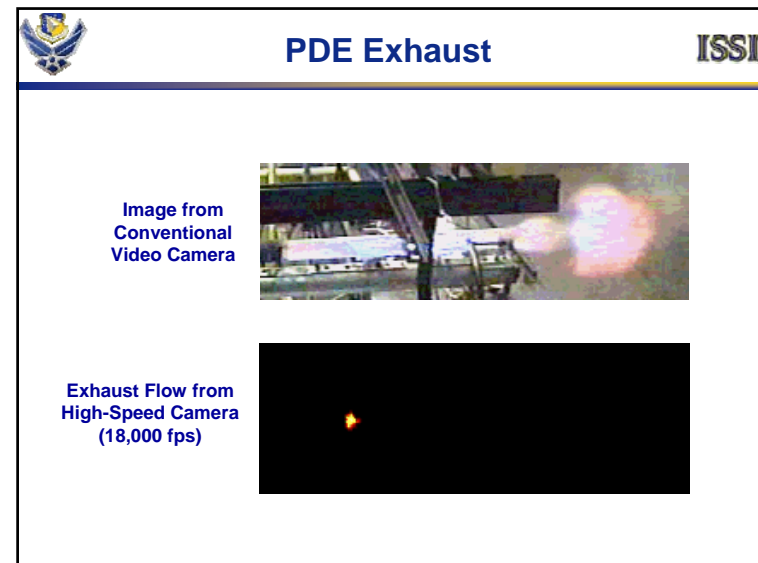 PDE Exhaust
ISSI
Image from
Conventional
Video Camera
Exhaust Flow from
High-Speed Camera
(18,000 fps)